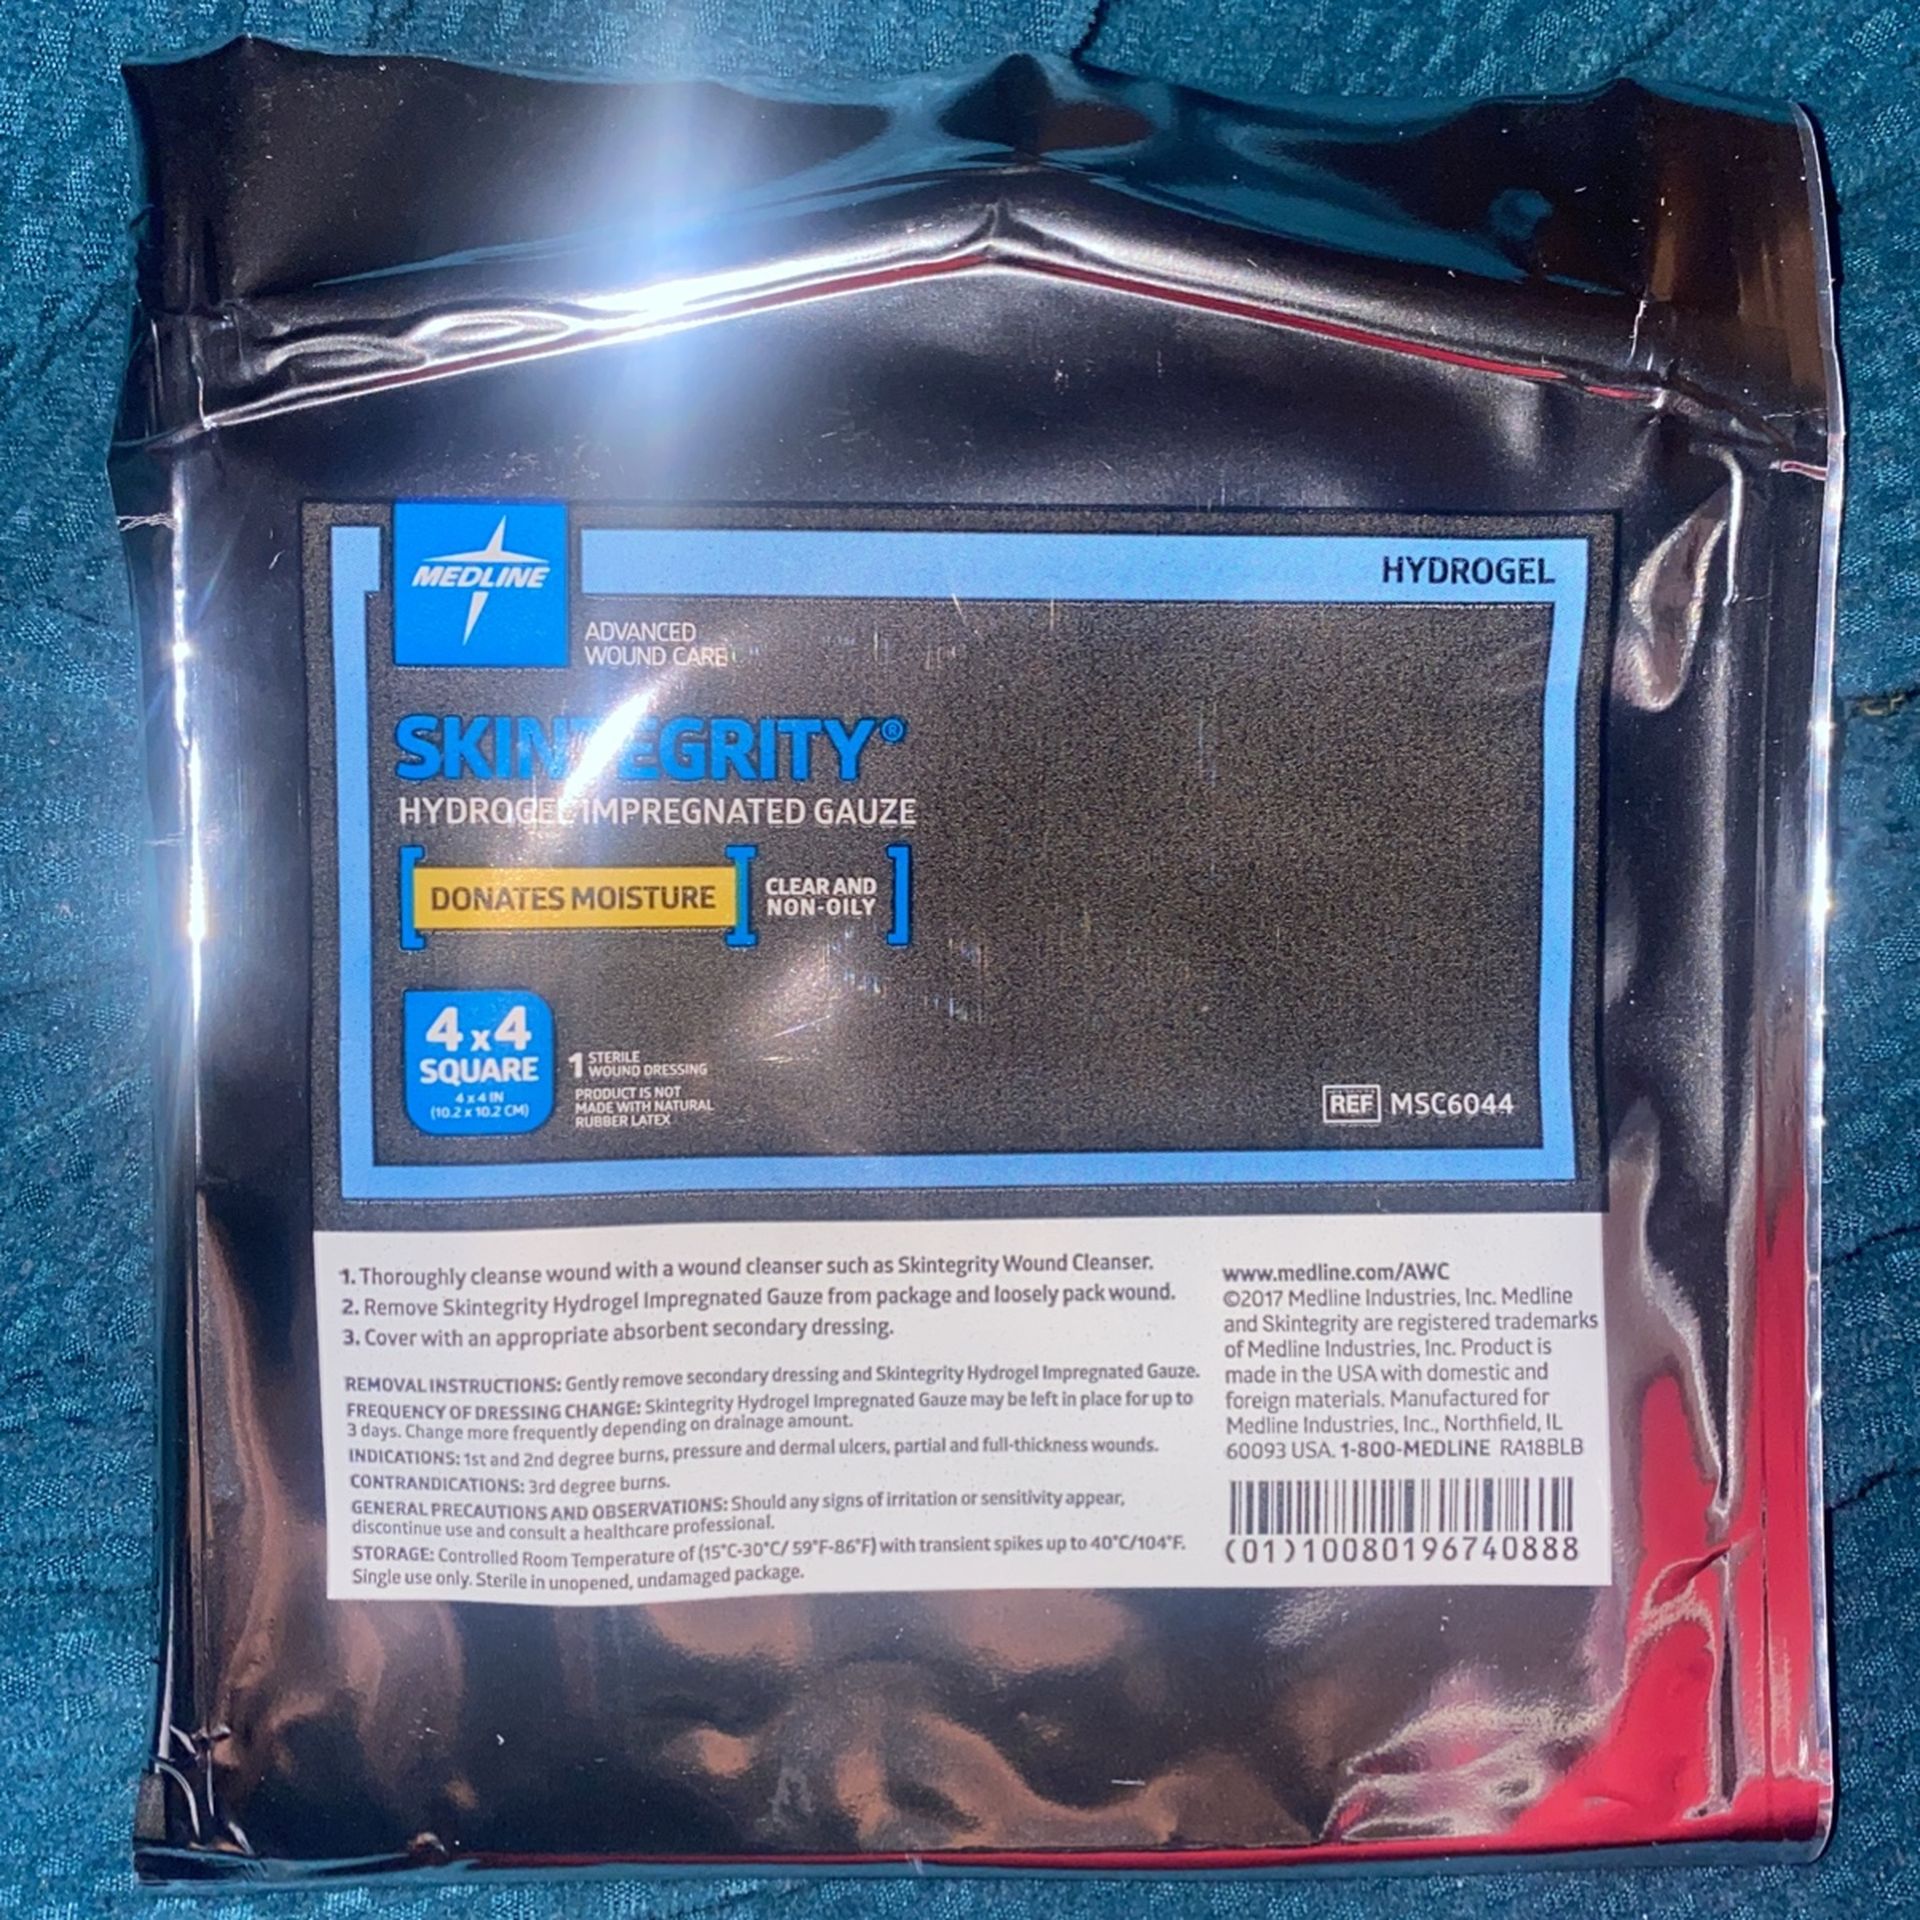 MEDLINE
HYDROGEL
ADVANCED
WOUND CARE
SKINTEGRITY®
HYDROGEL IMPREGNATED GAUZE
DONATES MOISTURE
CLEAR AND
NON-OILY
4x4
SQUARE
4 x 4 IN
(10.2 x 10.2 CM)
1 STERILE
WOUND DRESSING
PRODUCT IS NOT
MADE WITH NATURAL
RUBBER LATEX
REF MSC6044
1. Thoroughly cleanse wound with a wound cleanser such as Skintegrity Wound Cleanser.
2. Remove Skintegrity Hydrogel Impregnated Gauze from package and loosely pack wound.
3. Cover with an appropriate absorbent secondary dressing.
REMOVAL INSTRUCTIONS: Gently remove secondary dressing and Skintegrity Hydrogel Impregnated Gauze.
FREQUENCY OF DRESSING CHANGE: Skintegrity Hydrogel Impregnated Gauze may be left in place for up to
3 days. Change more frequently depending on drainage amount.
INDICATIONS: 1st and 2nd degree burns, pressure and dermal ulcers, partial and full-thickness wounds.
CONTRANDICATIONS: 3rd degree burns.
GENERAL PRECAUTIONS AND OBSERVATIONS: Should any signs of irritation or sensitivity appear,
discontinue use and consult a healthcare professional.
STORAGE: Controlled Room Temperature of (15°C-30°C/ 59°F-86°F) with transient spikes up to 40°C/104°F.
Single use only. Sterile in unopened, undamaged package.
www.medline.com/AWC
©2017 Medline Industries, Inc. Medline
and Skintegrity are registered trademarks
of Medline Industries, Inc. Product is
made in the USA with domestic and
foreign materials. Manufactured for
Medline Industries, Inc., Northfield, IL
60093 USA. 1-800-MEDLINE RA18BLB
(01)10080196740888